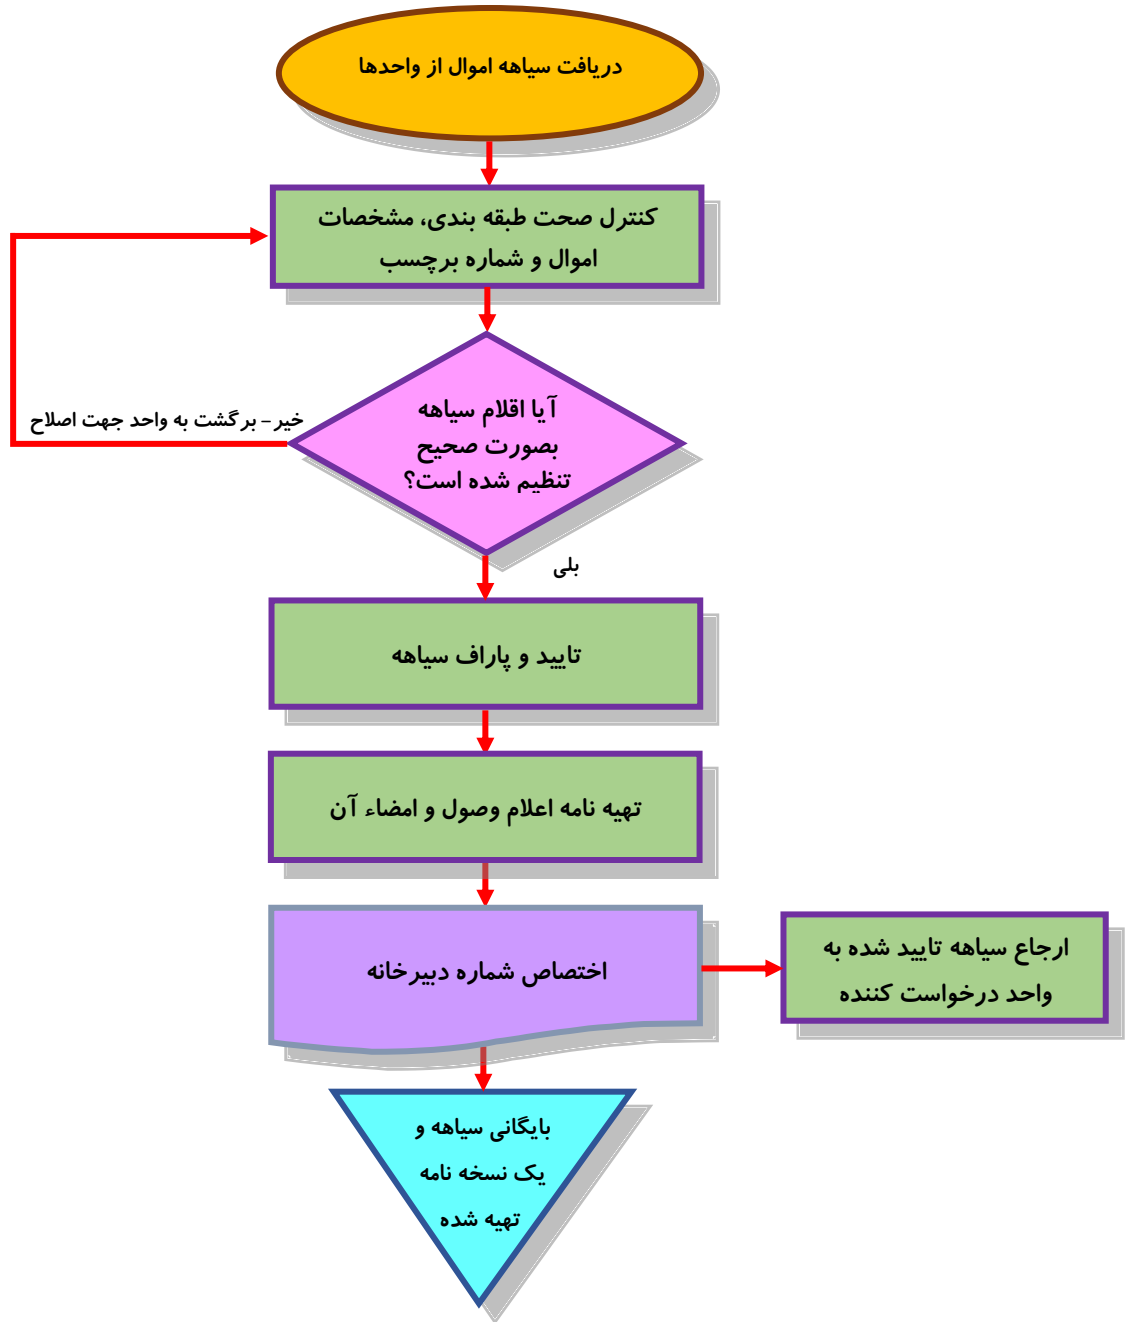 دریافت سیاهه اموال از واحدها
کنترل صحت طبقه بندی، مشخصات
اموال و شماره برچسب
آیا اقلام سیاهه
بصورت صحیح
تنظیم شده است؟
خیر – برگشت به واحد جهت اصلاح
بلی
تایید و پاراف سیاهه
تهیه نامه اعلام وصول و امضاء آن
اختصاص شماره دبیرخانه
ارجاع سیاهه تایید شده به
واحد درخواست کننده
بایگانی سیاهه و
یک نسخه نامه
تهیه شده